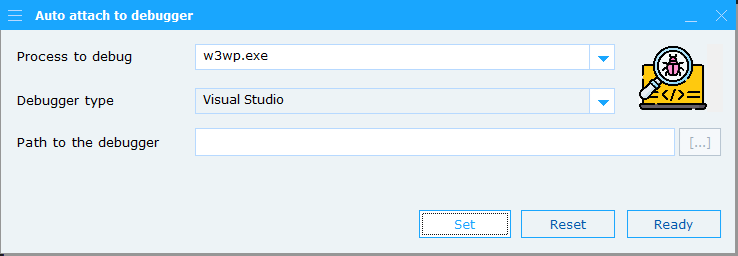 Auto attach to debugger
Process to debug w3wp.exe
Debugger type Visual Studio
Path to the debugger [...]
Set Reset Ready